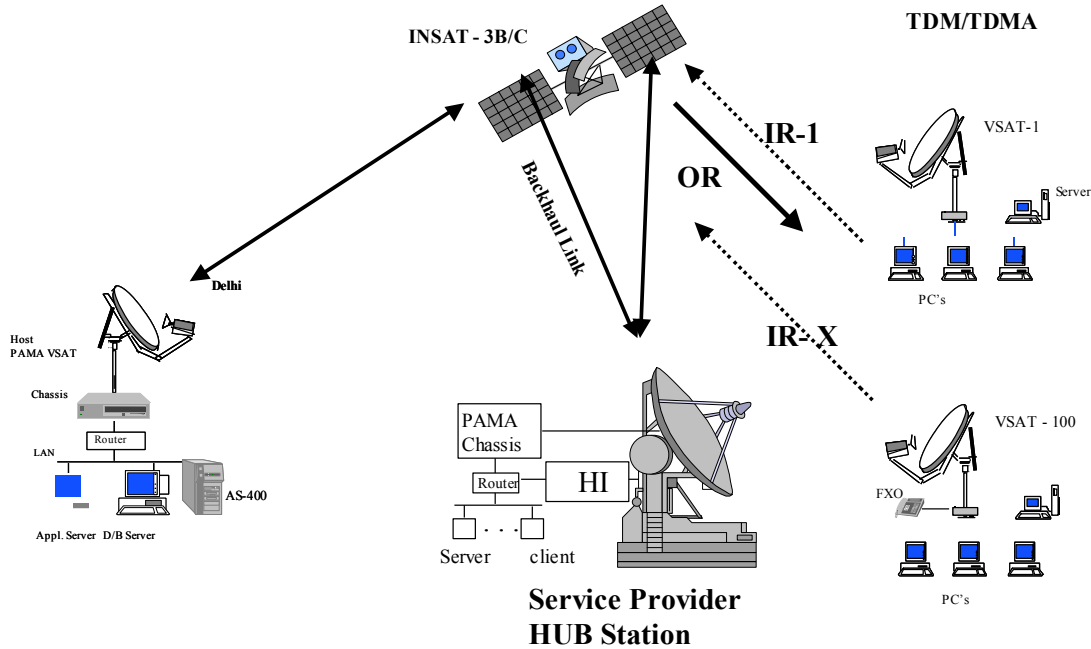 TDM/TDMA
INSAT - 3B/C
VSAT-1
IR-1
OR
Server
Backhaul Link
PC's
Delhi
Host
PAMA VSAT
IR- X
Chassis
Router
LAN
AS-400
Appl. Server D/B Server
PAMA
Chassis
Router
HI
Server
client
VSAT - 100
FXO
PC's
Service Provider
HUB Station